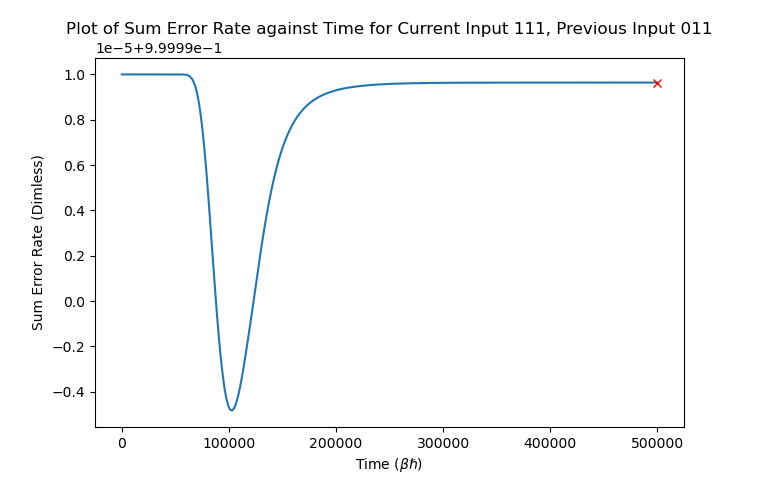 Plot of Sum Error Rate against Time for Current Input 111, Previous Input 011
1e−5+9.9999e−1
1.0
0.8
0.6
0.4
0.2
0.0
−0.2
−0.4
Sum Error Rate (Dimless)
0 100000 200000 300000 400000 500000
Time (βℏ)